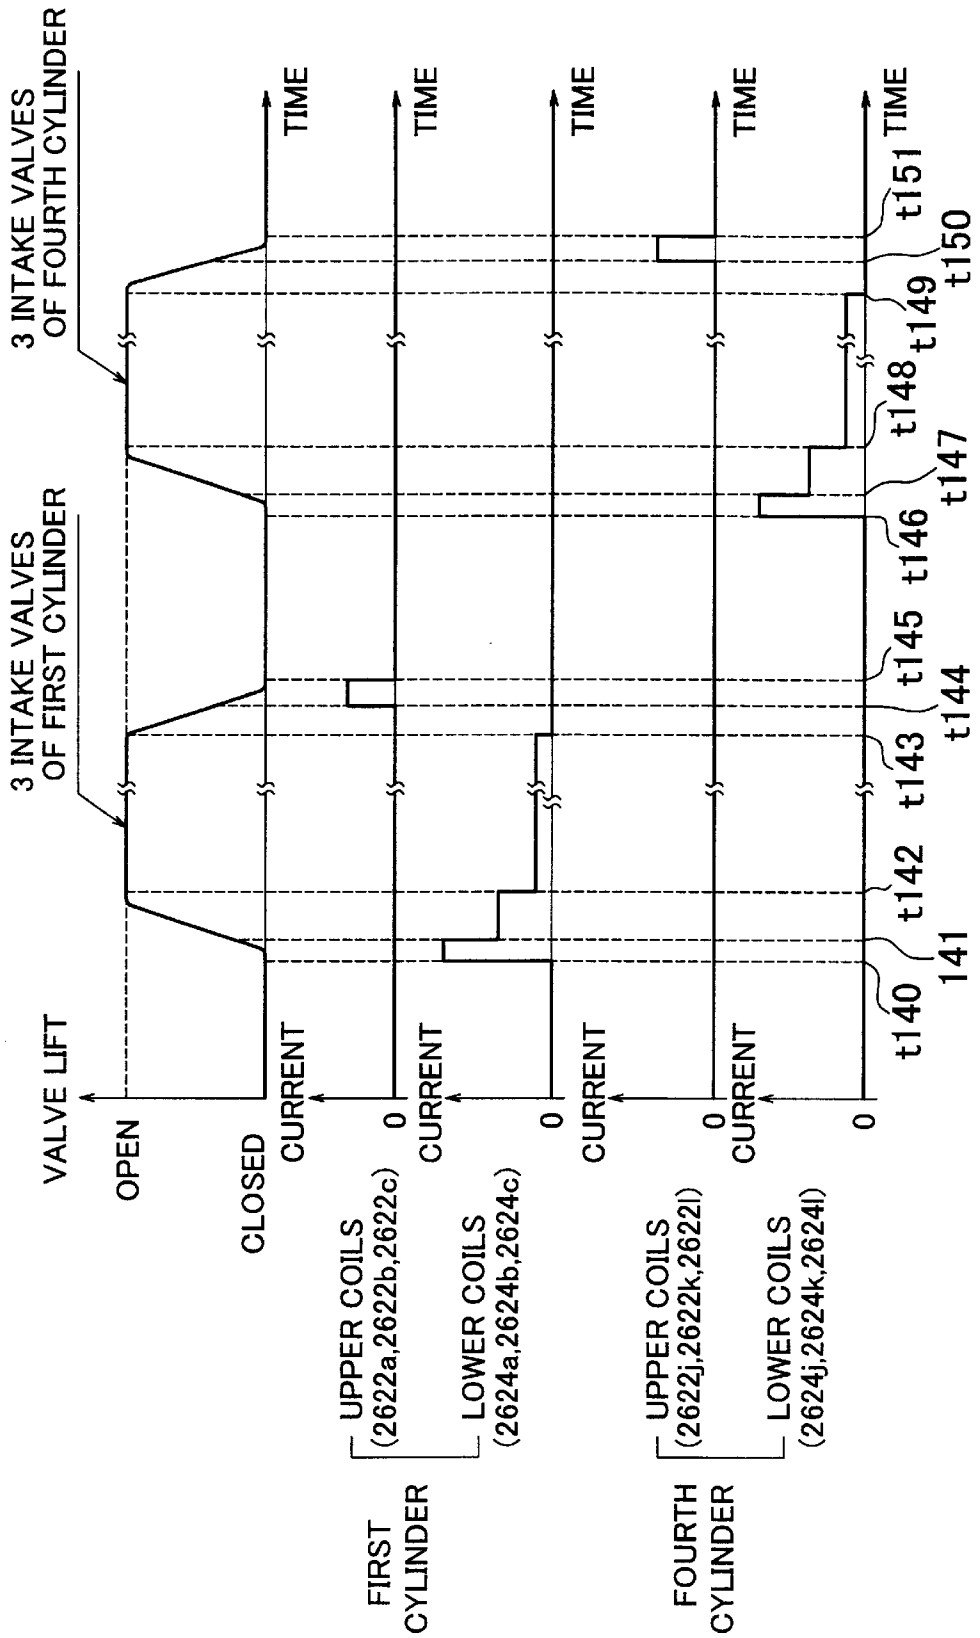 3 INTAKE VALVES
OF FIRST CYLINDER
3 INTAKE VALVES
OF FOURTH CYLINDER
VALVE LIFT
OPEN
CLOSED
TIME
FIRST
CYLINDER
UPPER COILS
(2622a,2622b,2622c)
CURRENT
0
TIME
LOWER COILS
(2624a,2624b,2624c)
CURRENT
0
TIME
FOURTH
CYLINDER
UPPER COILS
(2622j,2622k,2622l)
CURRENT
0
TIME
LOWER COILS
(2624j,2624k,2624l)
CURRENT
0
TIME
t140
141
t142
t143
t144
t145
t146
t147
t148
t149
t150
t151